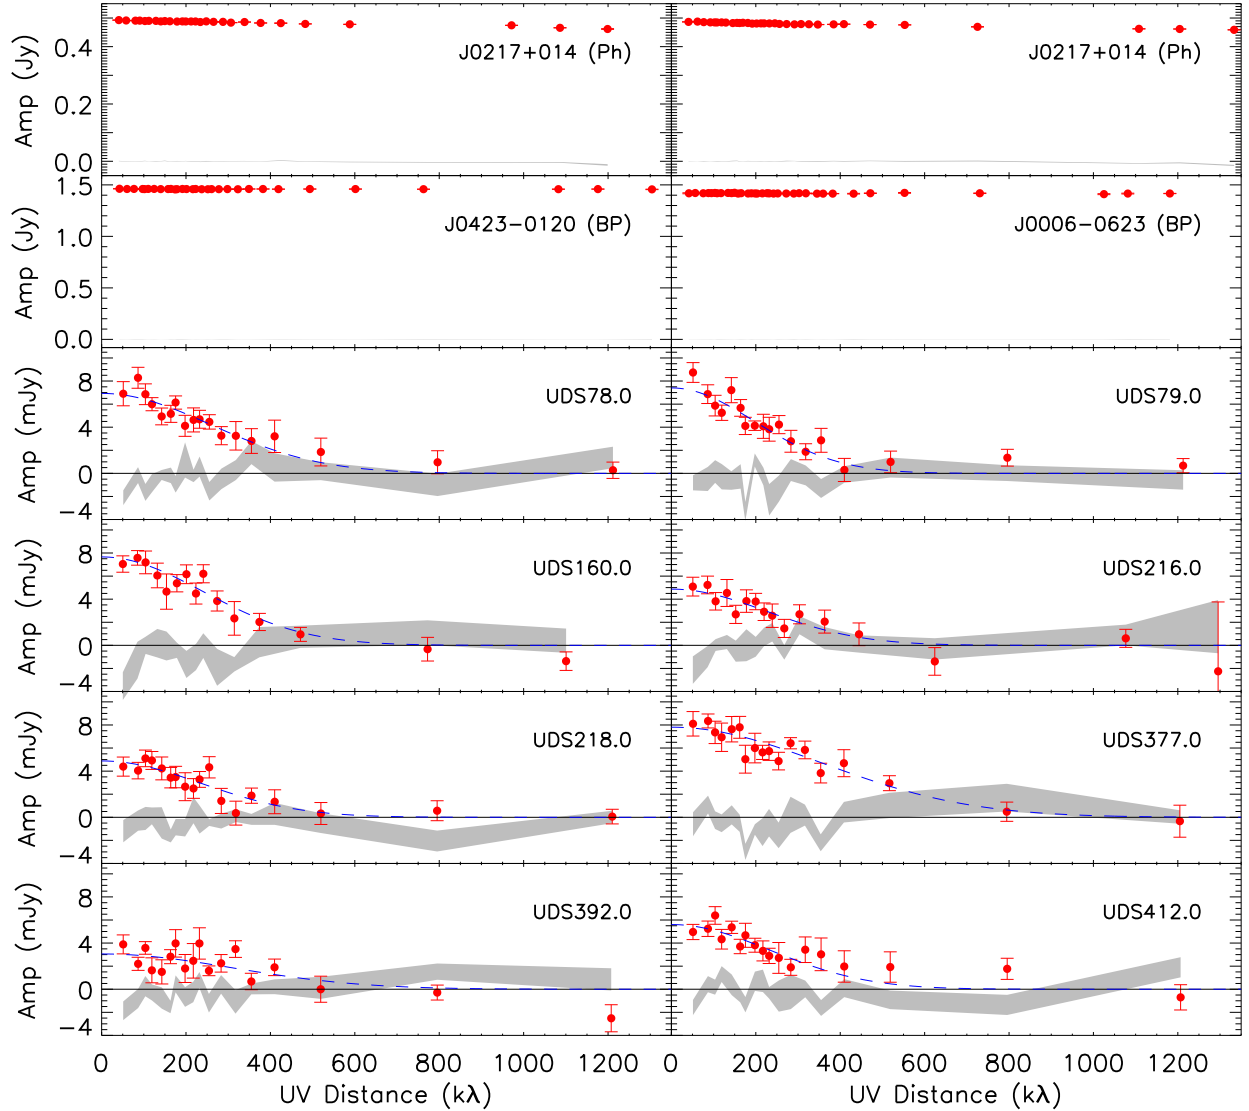 Amp (Jy)
0.4
0.2
0.0
J0217+014 (Ph)
J0217+014 (Ph)
Amp (Jy)
1.5
1.0
0.5
0.0
J0423-0120 (BP)
J0006-0623 (BP)
Amp (mJy)
8
4
0
-4
UDS78.0
UDS79.0
Amp (mJy)
8
4
0
-4
UDS160.0
UDS216.0
Amp (mJy)
8
4
0
-4
UDS218.0
UDS377.0
Amp (mJy)
8
4
0
-4
UDS392.0
UDS412.0
0 200 400 600 800 1000 1200
0 200 400 600 800 1000 1200
UV Distance (kλ)
UV Distance (kλ)